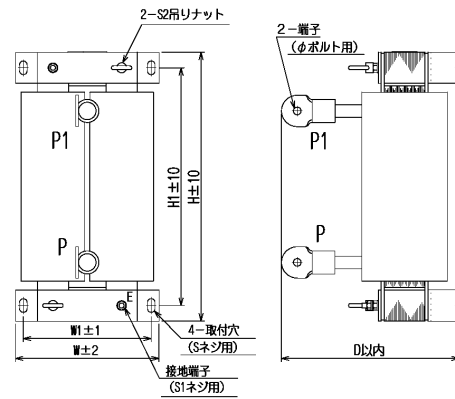 2-S2吊りナット
2-端子
(φボルト用)
P1
P1
H1±10
H±10
P
P
E
W1±1
4-取付穴
(Sネジ用)
W±2
D以内
接地端子
(S1ネジ用)